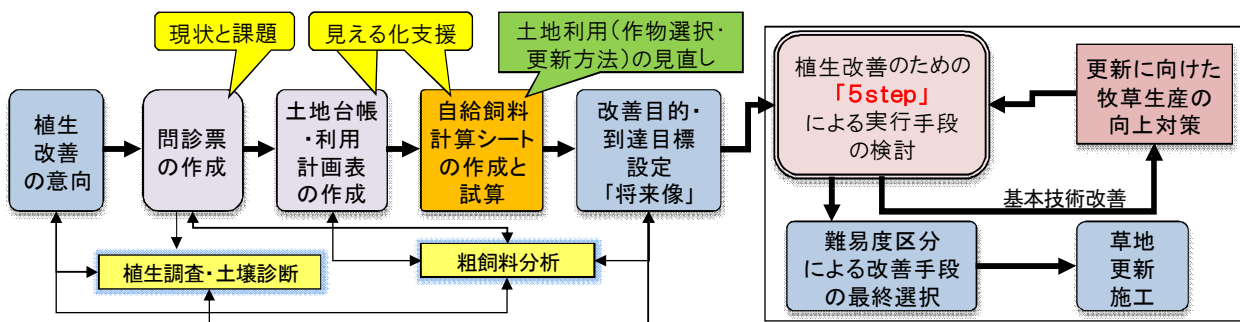 現状と課題
見える化支援
土地利用(作物選択・
更新方法)の見直し
植生
改善
の意向
問診票
の作成
土地台帳
・利用
計画表
の作成
自給飼料
計算シート
の作成と
試算
改善目的・
到達目標
設定
「将来像」
植生調査・土壌診断
粗飼料分析
植生改善のための
「5step」
による実行手段
の検討
更新に向けた
牧草生産の
向上対策
基本技術改善
難易度区分
による改善手段
の最終選択
草地
更新
施工